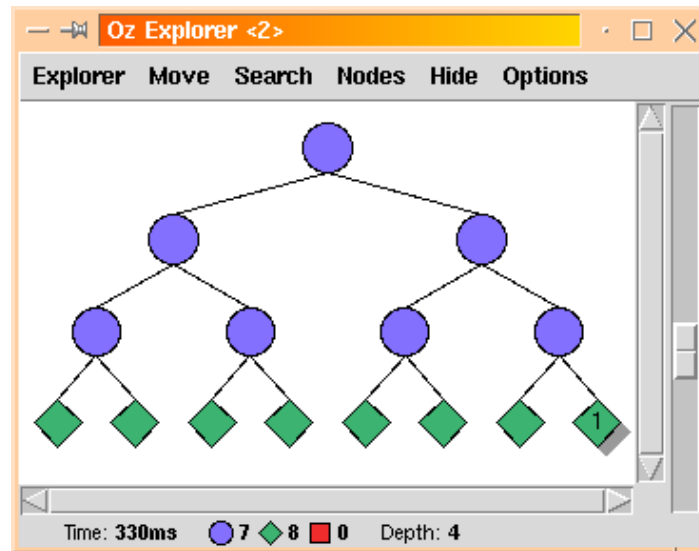 Oz Explorer <2>
Explorer Move Search Nodes Hide Options
1
Time: 330ms 7 8 0 Depth: 4